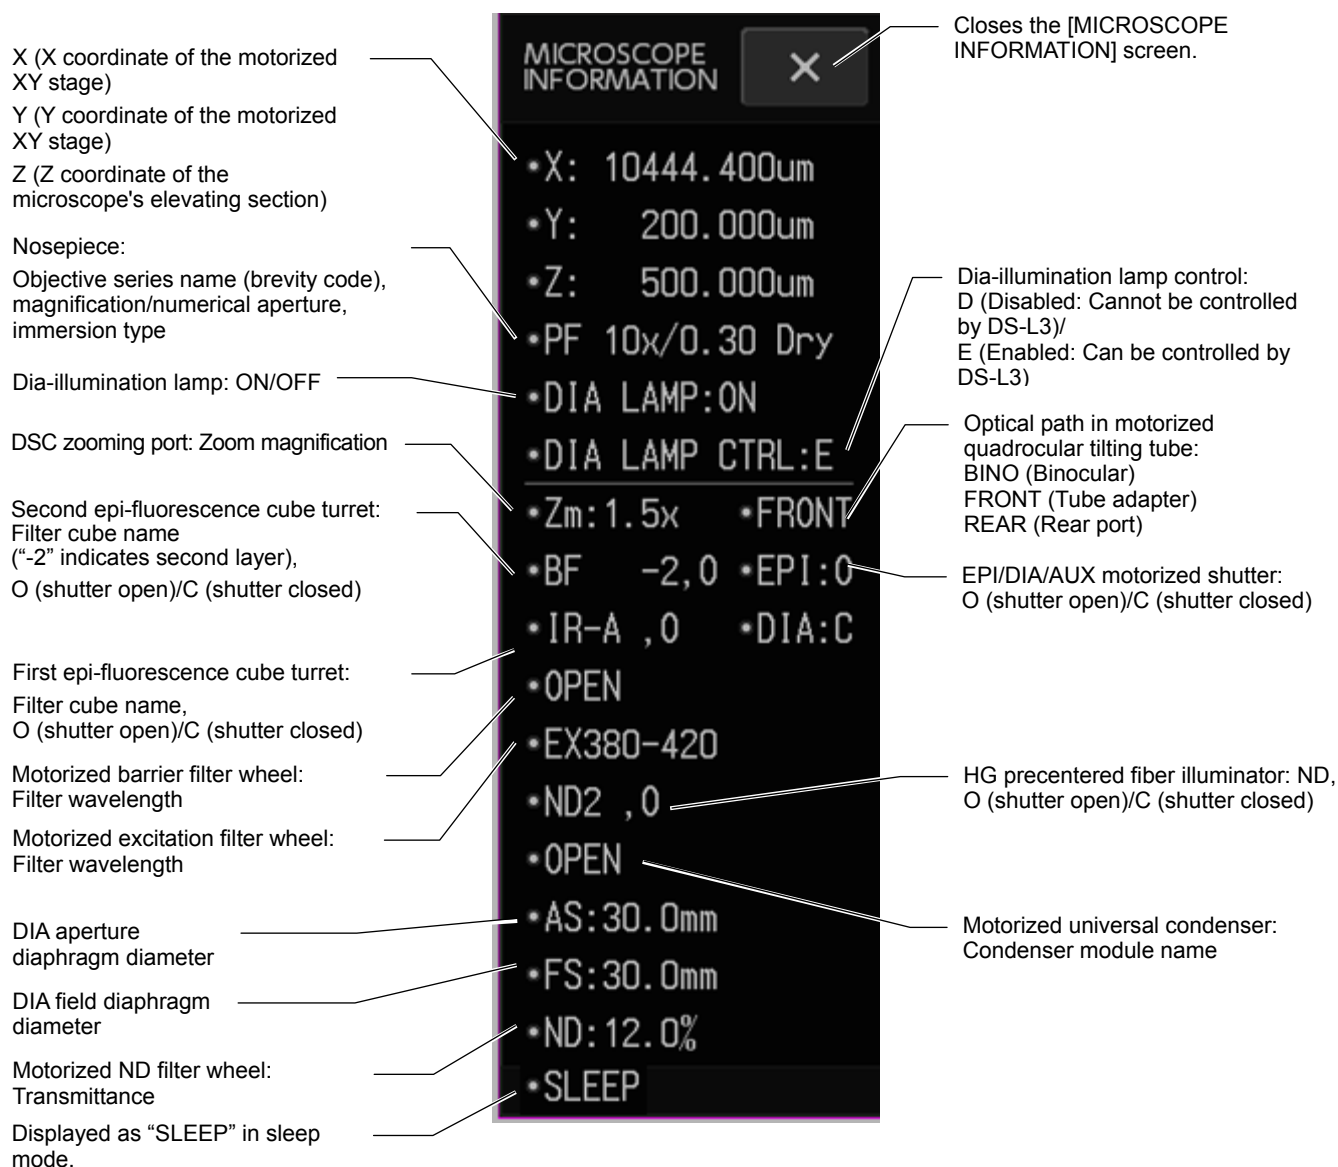 X (X coordinate of the motorized
XY stage)
Y (Y coordinate of the motorized
XY stage)
Z (Z coordinate of the
microscope's elevating section)
Nosepiece:
Objective series name (brevity code),
magnification/numerical aperture,
immersion type
Dia-illumination lamp: ON/OFF
DSC zooming port: Zoom magnification
Second epi-fluorescence cube turret:
Filter cube name
(“-2” indicates second layer),
O (shutter open)/C (shutter closed)
First epi-fluorescence cube turret:
Filter cube name,
O (shutter open)/C (shutter closed)
Motorized barrier filter wheel:
Filter wavelength
Motorized excitation filter wheel:
Filter wavelength
DIA aperture
diaphragm diameter
DIA field diaphragm
diameter
Motorized ND filter wheel:
Transmittance
Displayed as “SLEEP” in sleep
mode.
MICROSCOPE
INFORMATION
•X: 10444.400um
•Y: 200.000um
•Z: 500.000um
•PF 10x/0.30 Dry
•DIA LAMP:ON
•DIA LAMP CTRL:E
•Zm:1.5x •FRONT
•BF -2,O •EPI:O
•IR-A ,O •DIA:C
•OPEN
•EX380-420
•ND2 ,O
•OPEN
•AS:30.0mm
•FS:30.0mm
•ND:12.0%
•SLEEP
Closes the [MICROSCOPE
INFORMATION] screen.
Dia-illumination lamp control:
D (Disabled: Cannot be controlled
by DS-L3)/
E (Enabled: Can be controlled by
DS-L3)
Optical path in motorized
quadrocular tilting tube:
BINO (Binocular)
FRONT (Tube adapter)
REAR (Rear port)
EPI/DIA/AUX motorized shutter:
O (shutter open)/C (shutter closed)
HG precentered fiber illuminator: ND,
O (shutter open)/C (shutter closed)
Motorized universal condenser:
Condenser module name